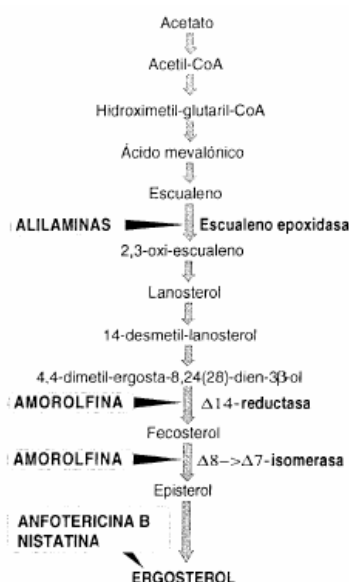 Acetato
Acetil-CoA
Hidroximetil-glutaril-CoA
Ácido mevalónico
Escualeno
ALILAMINAS Escualeno epoxidasa
2,3-oxi-escualeno
Lanosterol
14-desmetil-lanosterol
4,4-dimetil-ergosta-8,24(28)-dien-3β-ol
AMOROLFINA Δ14-reductasa
Fecosterol
AMOROLFINA Δ8->Δ7-isomerasa
Episterol
ANFOTERICINA B
NISTATINA
ERGOSTEROL